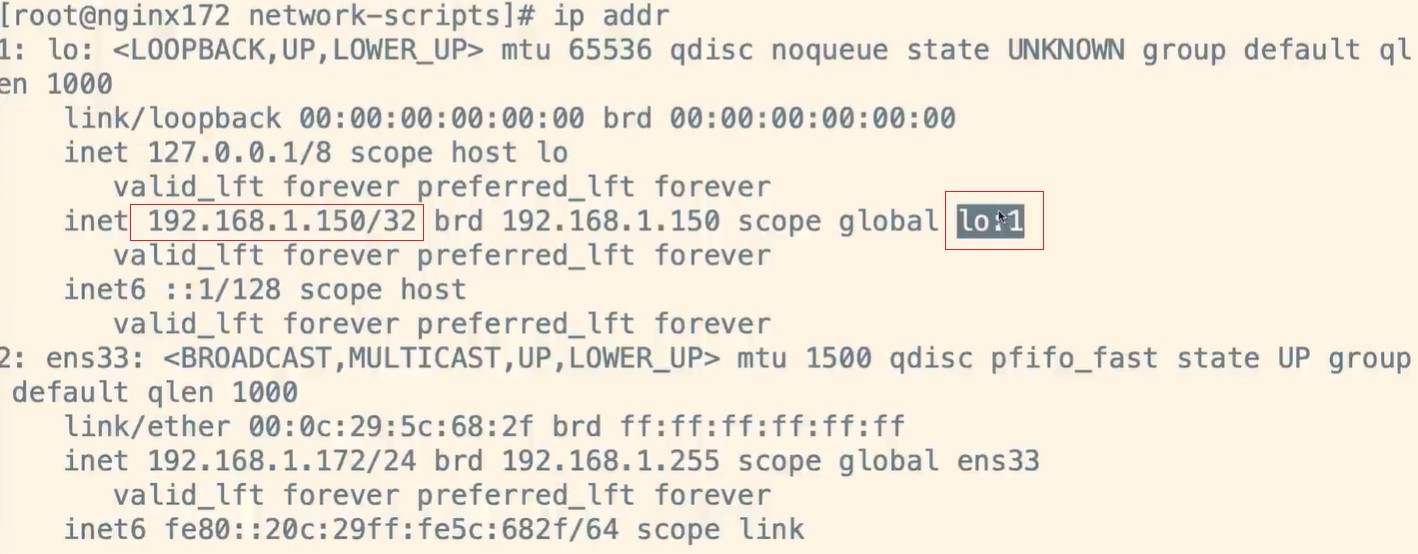 [root@nginx172 network-scripts]# ip addr
1: lo: <LOOPBACK,UP,LOWER_UP> mtu 65536 qdisc noqueue state UNKNOWN group default ql
en 1000
link/loopback 00:00:00:00:00:00 brd 00:00:00:00:00:00
inet 127.0.0.1/8 scope host lo
valid_lft forever preferred_lft forever
inet 192.168.1.150/32 brd 192.168.1.150 scope global lo:1
valid_lft forever preferred_lft forever
inet6 ::1/128 scope host
valid_lft forever preferred_lft forever
2: ens33: <BROADCAST,MULTICAST,UP,LOWER_UP> mtu 1500 qdisc pfifo_fast state UP group
default qlen 1000
link/ether 00:0c:29:5c:68:2f brd ff:ff:ff:ff:ff:ff
inet 192.168.1.172/24 brd 192.168.1.255 scope global ens33
valid_lft forever preferred_lft forever
inet6 fe80::20c:29ff:fe5c:682f/64 scope link